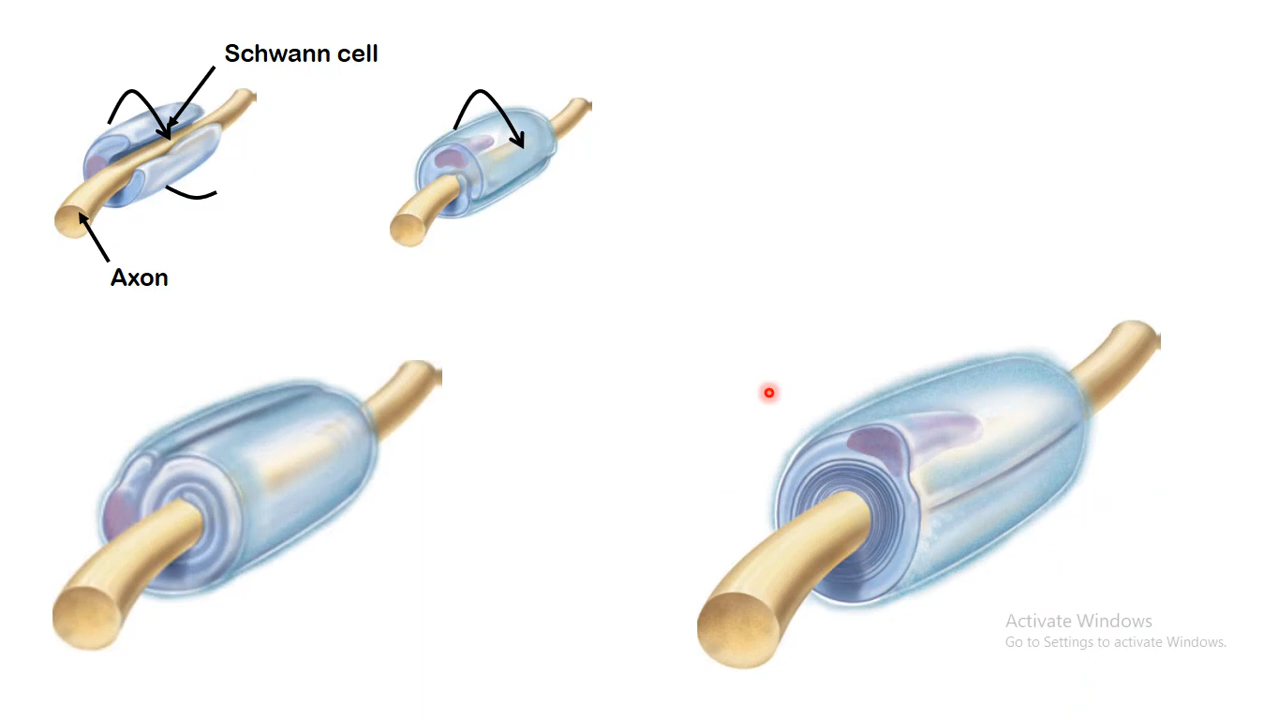 Schwann cell
Axon
Activate Windows
Go to Settings to activate Windows.